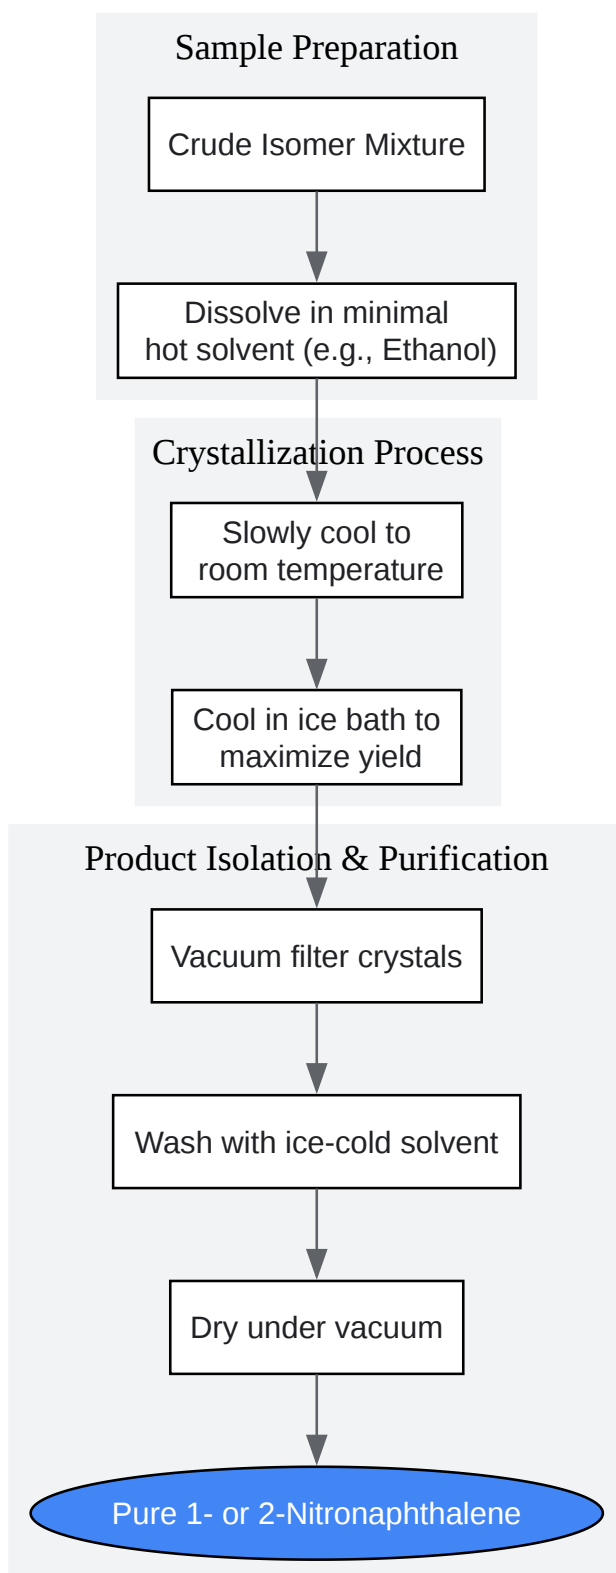 Sample Preparation
Crude Isomer Mixture
Dissolve in minimal
hot solvent (e.g., Ethanol)
Crystallization Process
Slowly cool to
room temperature
Cool in ice bath to
maximize yield
Product Isolation & Purification
Vacuum filter crystals
Wash with ice-cold solvent
Dry under vacuum
Pure 1- or 2-Nitronaphthalene